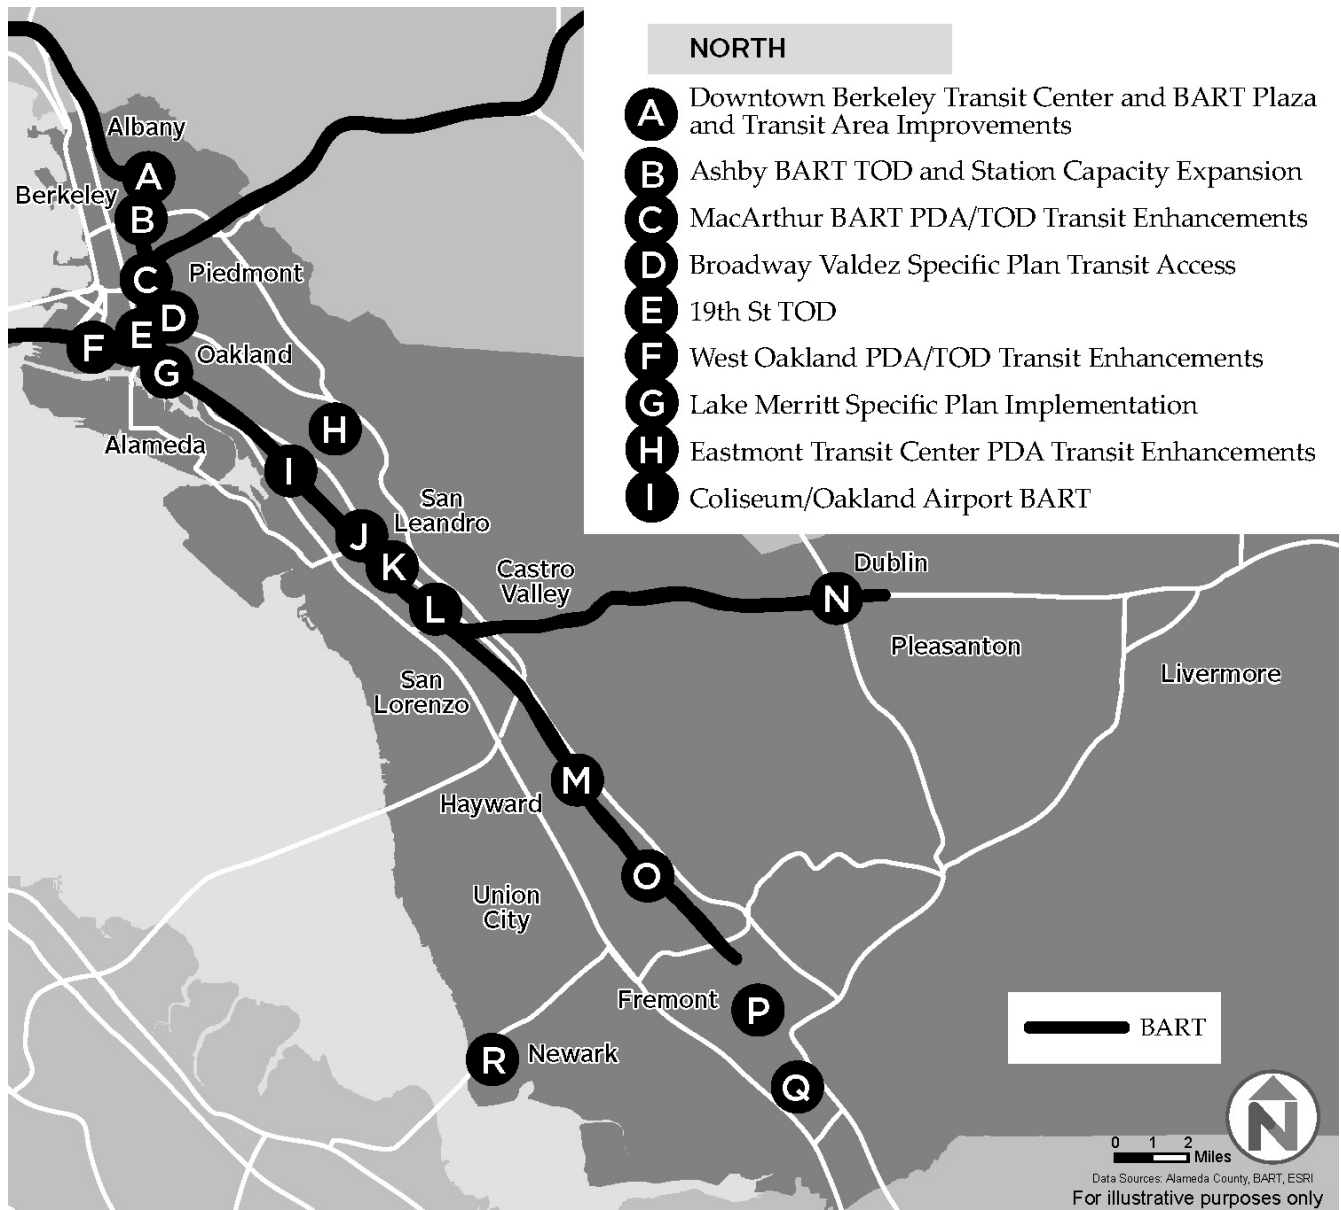 NORTH
A Downtown Berkeley Transit Center and BART Plaza
and Transit Area Improvements
B Ashby BART TOD and Station Capacity Expansion
C MacArthur BART PDA/TOD Transit Enhancements
D Broadway Valdez Specific Plan Transit Access
E 19th St TOD
F West Oakland PDA/TOD Transit Enhancements
G Lake Merritt Specific Plan Implementation
H Eastmont Transit Center PDA Transit Enhancements
I Coliseum/Oakland Airport BART
Albany
A
Berkeley
B
C
Piedmont
D
E
F
Oakland
G
H
Alameda
I
San
Leandro
J
K
Castro
Valley
L
Dublin
N
Pleasanton
Livermore
San
Lorenzo
M
Hayward
O
Union
City
Fremont
P
R
Newark
Q
BART
N
0 1 2
Miles
Data Sources: Alameda County, BART, ESRI
For illustrative purposes only